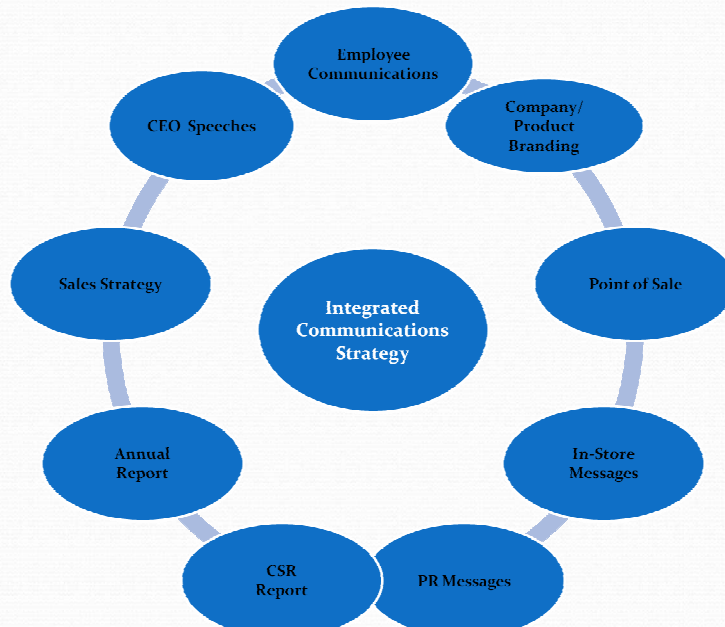 Employee
Communications
Company/
Product
Branding
CEO Speeches
Sales Strategy
Point of Sale
Integrated
Communications
Strategy
Annual
Report
In-Store
Messages
CSR
Report
PR Messages